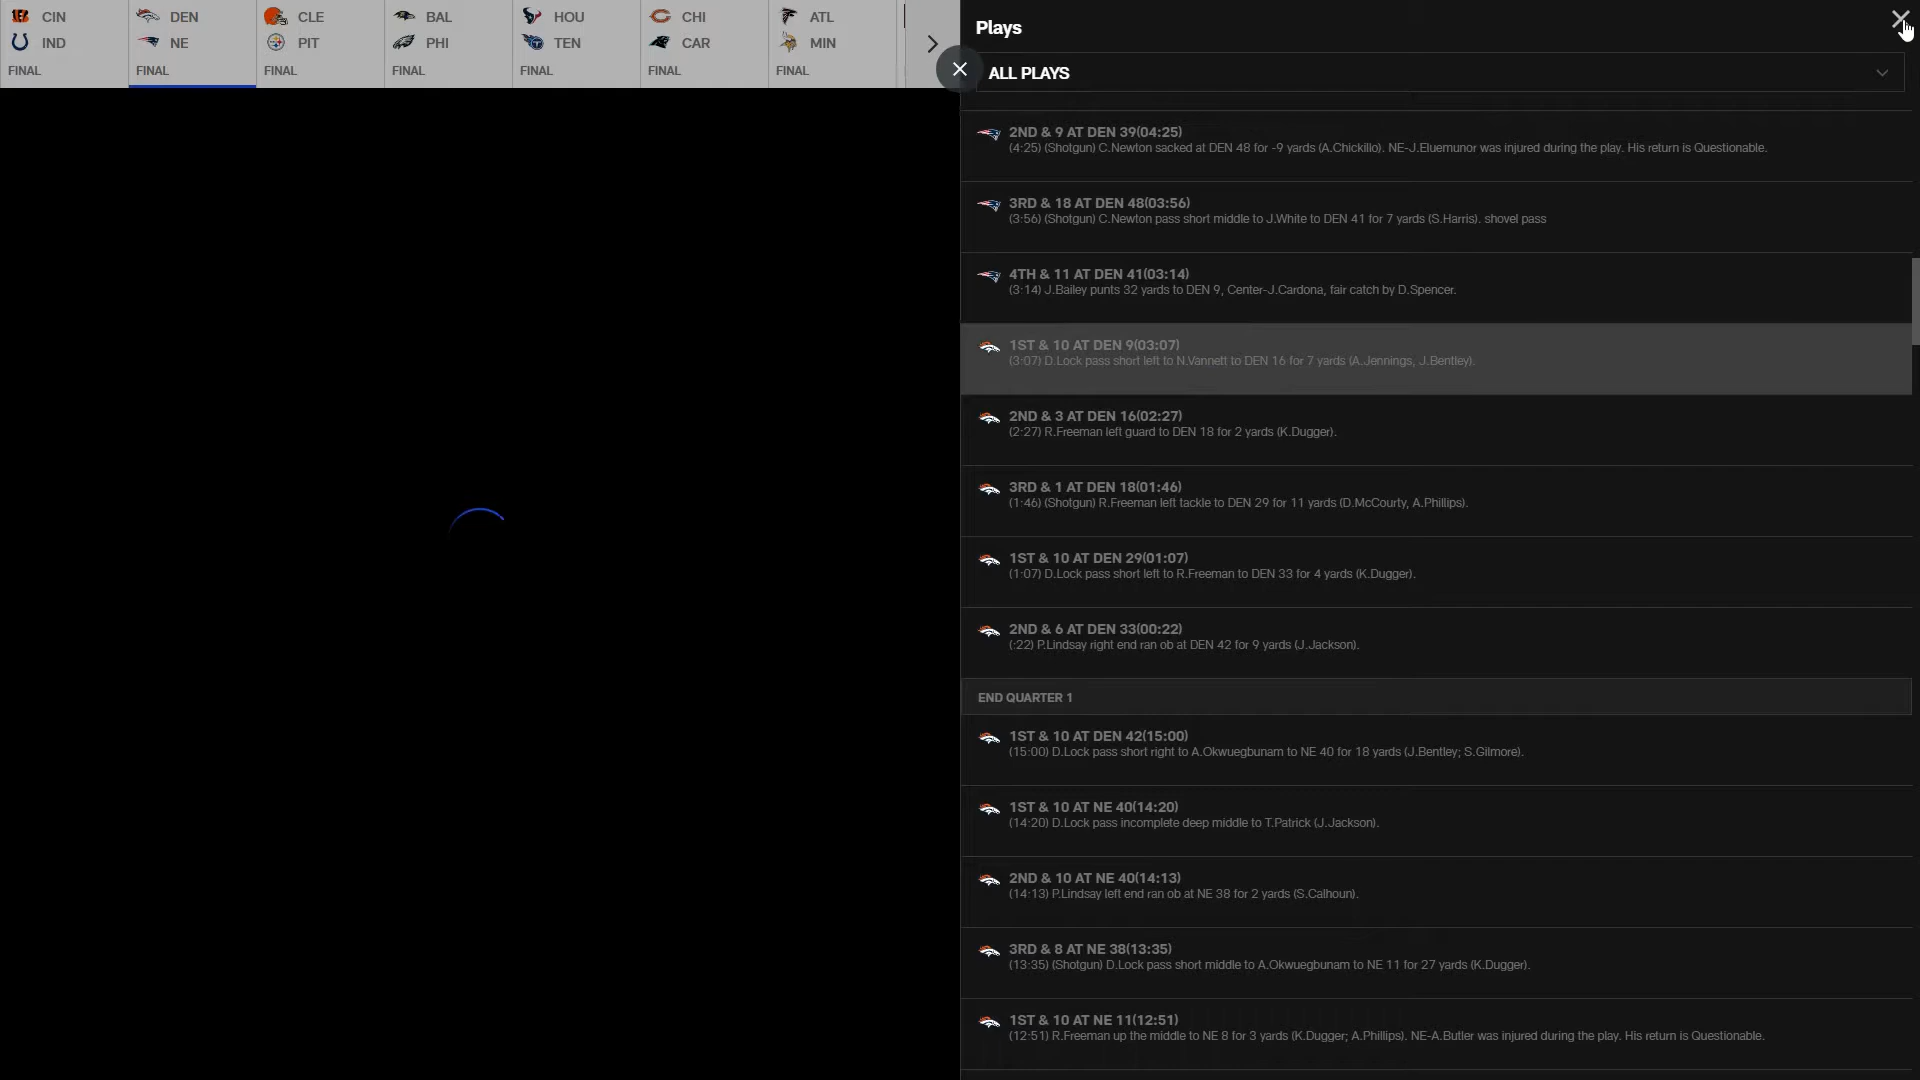 CIN
IND
FINAL
DEN
NE
FINAL
CLE
PIT
FINAL
BAL
PHI
FINAL
HOU
TEN
FINAL
CHI
CAR
FINAL
ATL
MIN
FINAL
Plays
ALL PLAYS
2ND & 9 AT DEN 39(04:25)
(4:25) (Shotgun) C.Newton sacked at DEN 48 for -9 yards (A.Chickillo). NE-J.Eluemunor was injured during the play. His return is Questionable.
3RD & 18 AT DEN 48(03:56)
(3:56) (Shotgun) C.Newton pass short middle to J.White to DEN 41 for 7 yards (S.Harris). shovel pass
4TH & 11 AT DEN 41(03:14)
(3:14) J.Bailey punts 32 yards to DEN 9, Center-J.Cardona, fair catch by D.Spencer.
1ST & 10 AT DEN 9(03:07)
(3:07) D.Lock pass short left to N.Vannett to DEN 16 for 7 yards (A.Jennings, J.Bentley).
2ND & 3 AT DEN 16(02:27)
(2:27) R.Freeman left guard to DEN 18 for 2 yards (K.Dugger).
3RD & 1 AT DEN 18(01:46)
(1:46) (Shotgun) R.Freeman left tackle to DEN 29 for 11 yards (D.McCourty, A.Phillips).
1ST & 10 AT DEN 29(01:07)
(1:07) D.Lock pass short left to R.Freeman to DEN 33 for 4 yards (K.Dugger).
2ND & 6 AT DEN 33(00:22)
(:22) P.Lindsay right end ran ob at DEN 42 for 9 yards (J.Jackson).
END QUARTER 1
1ST & 10 AT DEN 42(15:00)
(15:00) D.Lock pass short right to A.Okwuegbunam to NE 40 for 18 yards (J.Bentley; S.Gilmore).
1ST & 10 AT NE 40(14:20)
(14:20) D.Lock pass incomplete deep middle to T.Patrick (J.Jackson).
2ND & 10 AT NE 40(14:13)
(14:13) P.Lindsay left end ran ob at NE 38 for 2 yards (S.Calhoun).
3RD & 8 AT NE 38(13:35)
(13:35) (Shotgun) D.Lock pass short middle to A.Okwuegbunam to NE 11 for 27 yards (K.Dugger).
1ST & 10 AT NE 11(12:51)
(12:51) R.Freeman up the middle to NE 8 for 3 yards (K.Dugger; A.Phillips). NE-A.Butler was injured during the play. His return is Questionable.